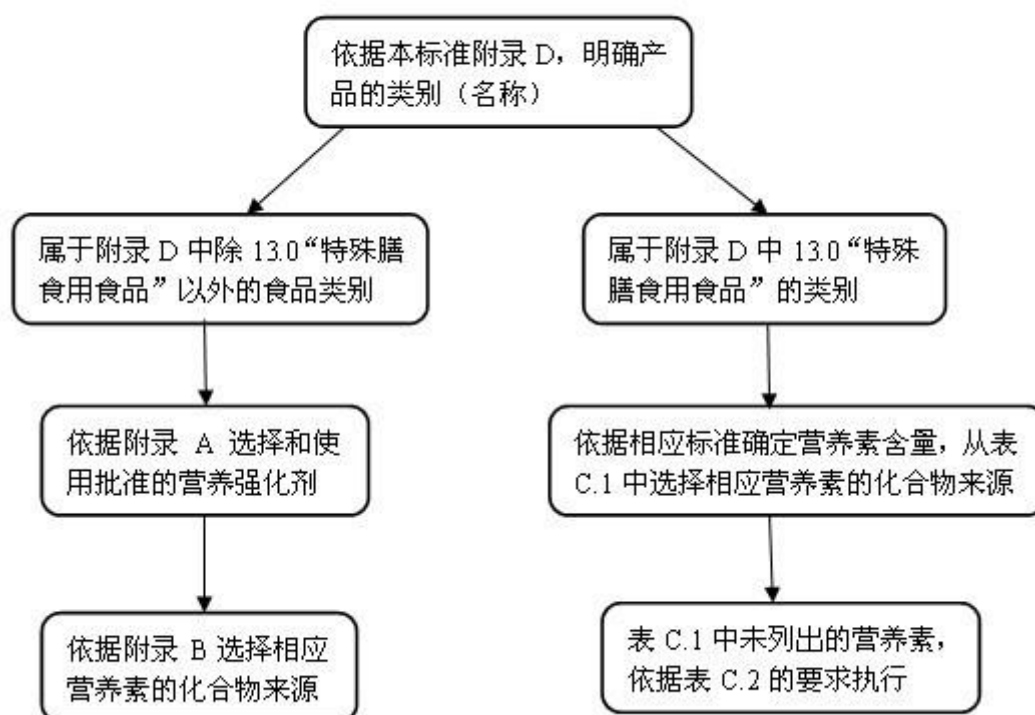 依据本标准附录 D，明确产
品的类别（名称）
属于附录 D 中除 13.0“特殊膳
食用食品”以外的食品类别
属于附录 D 中 13.0“特殊
膳食用食品”的类别
依据附录 A 选择和使
用批准的营养强化剂
依据相应标准确定营养素含量，从表
C.1 中选择相应营养素的化合物来源
依据附录 B 选择相应
营养素的化合物来源
表 C.1 中未列出的营养素，
依据表 C.2 的要求执行